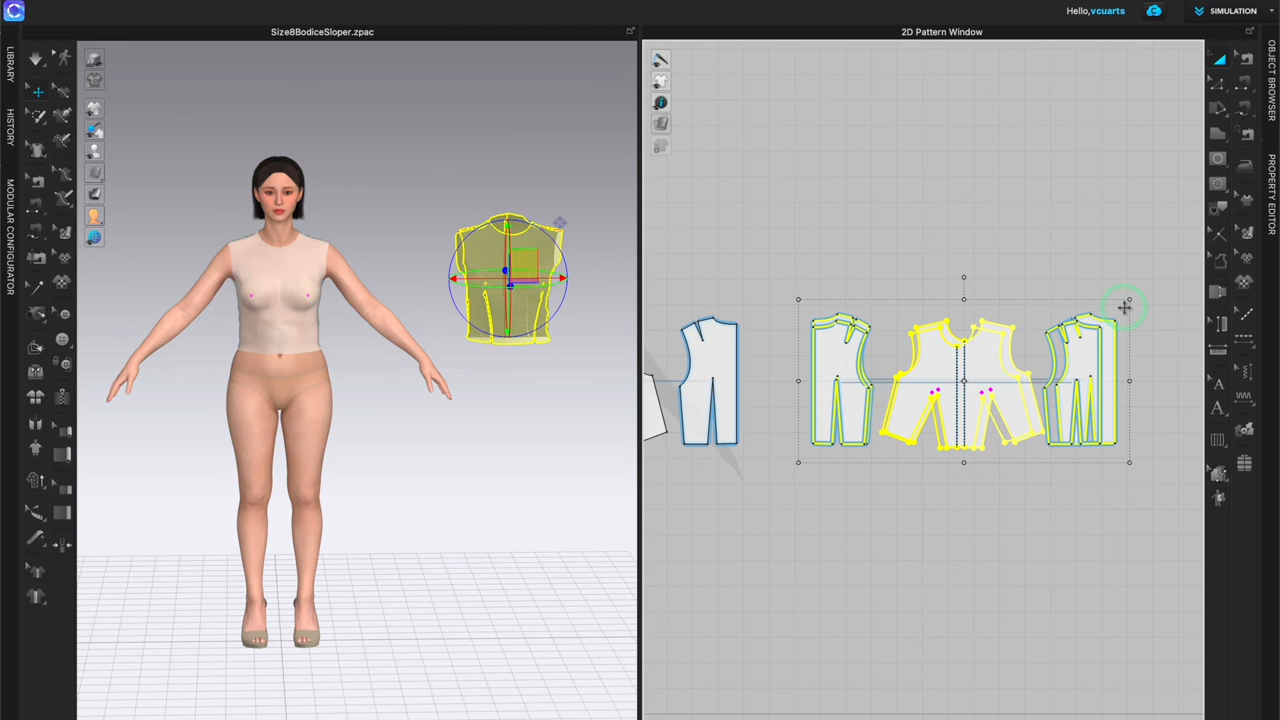 Hello,vcuarts
SIMULATION
Size8BodiceSloper.zpac
2D Pattern Window
LIBRARY
HISTORY
MODULAR CONFIGURATOR
OBJECT BROWSER
PROPERTY EDITOR